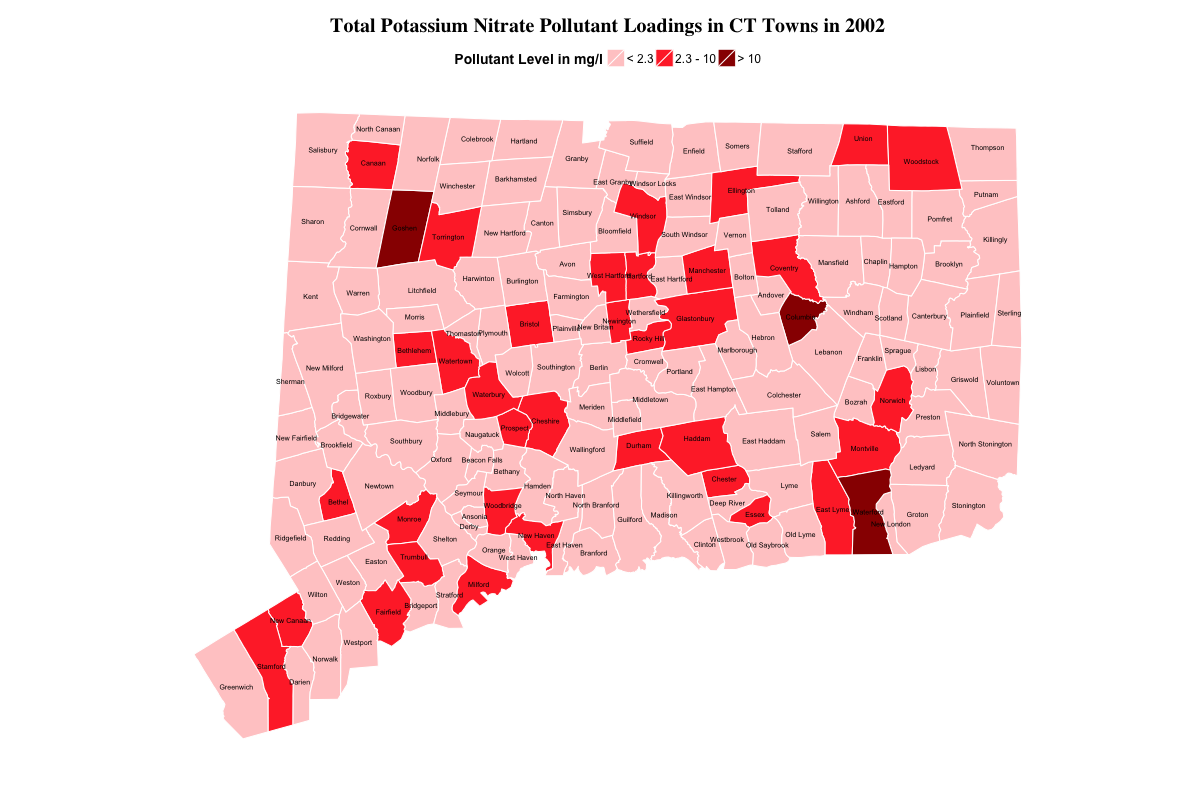 Total Potassium Nitrate Pollutant Loadings in CT Towns in 2002
Pollutant Level in mg/l < 2.3 2.3 - 10 > 10
North Canaan
Colebrook
Hartland
Suffield
Enfield
Somers
Stafford
Union
Woodstock
Thompson
Salisbury
Canaan
Norfolk
Granby
East Granby
Windsor Locks
Winchester
Barkhamsted
East Windsor
Ellington
Tolland
Willington
Ashford
Eastford
Putnam
Sharon
Cornwall
Goshen
Torrington
New Hartford
Canton
Simsbury
Bloomfield
Windsor
South Windsor
Vernon
Pomfret
Killingly
Kent
Warren
Litchfield
Harwinton
Burlington
Avon
Farmington
West Hartford
Hartford
East Hartford
Manchester
Bolton
Coventry
Mansfield
Chaplin
Hampton
Brooklyn
Andover
Columbia
Windham
Scotland
Canterbury
Plainfield
Sterling
Morris
Washington
Bethlehem
Watertown
Thomaston
Plymouth
Bristol
Plainville
New Britain
Newington
Wethersfield
Rocky Hill
Glastonbury
Hebron
Marlborough
Lebanon
Franklin
Sprague
Lisbon
Griswold
Voluntown
New Milford
Sherman
Roxbury
Woodbury
Waterbury
Wolcott
Southington
Berlin
Cromwell
Portland
East Hampton
Colchester
Bozrah
Norwich
Preston
Bridgewater
Middlebury
Naugatuck
Prospect
Cheshire
Meriden
Middletown
Middlefield
New Fairfield
Brookfield
Southbury
Oxford
Beacon Falls
Bethany
Wallingford
Durham
Haddam
East Haddam
Salem
Montville
Ledyard
North Stonington
Danbury
Bethel
Newtown
Seymour
Woodbridge
Hamden
North Haven
North Branford
Guilford
Madison
Killingworth
Chester
Deep River
Essex
Lyme
East Lyme
Waterford
New London
Groton
Stonington
Ridgefield
Redding
Monroe
Shelton
Ansonia
Derby
Orange
New Haven
West Haven
East Haven
Branford
Clinton
Westbrook
Old Saybrook
Old Lyme
Easton
Trumbull
Weston
Wilton
Fairfield
Bridgeport
Stratford
Milford
New Canaan
Westport
Norwalk
Stamford
Darien
Greenwich